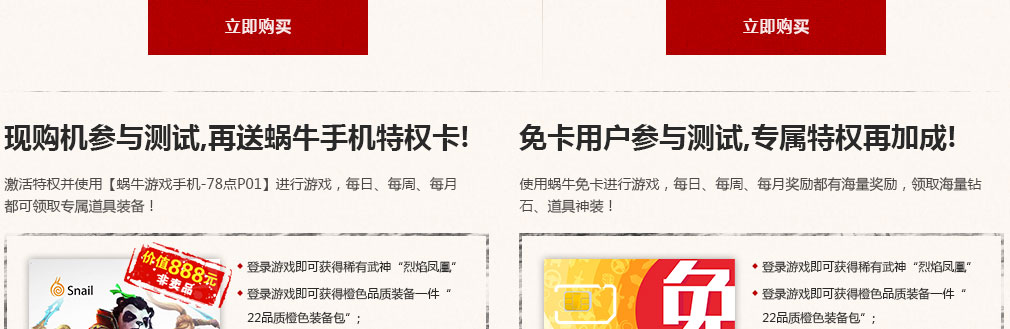 立即购买
立即购买
现购机参与测试,再送蜗牛手机特权卡!
激活特权并使用【蜗牛游戏手机-78点P01】进行游戏，每日、每周、每月
都可领取专属道具装备！
Snail
价值888元
非卖品
登录游戏即可获得稀有武神“烈焰凤凰”
登录游戏即可获得橙色品质装备一件“
22品质橙色装备包”;
免卡用户参与测试,专属特权再加成!
使用蜗牛免卡进行游戏，每日、每周、每月奖励都有海量奖励，领取海量钻
石、道具神装！
免
登录游戏即可获得稀有武神“烈焰凤凰”
登录游戏即可获得橙色品质装备一件“
22品质橙色装备包”;